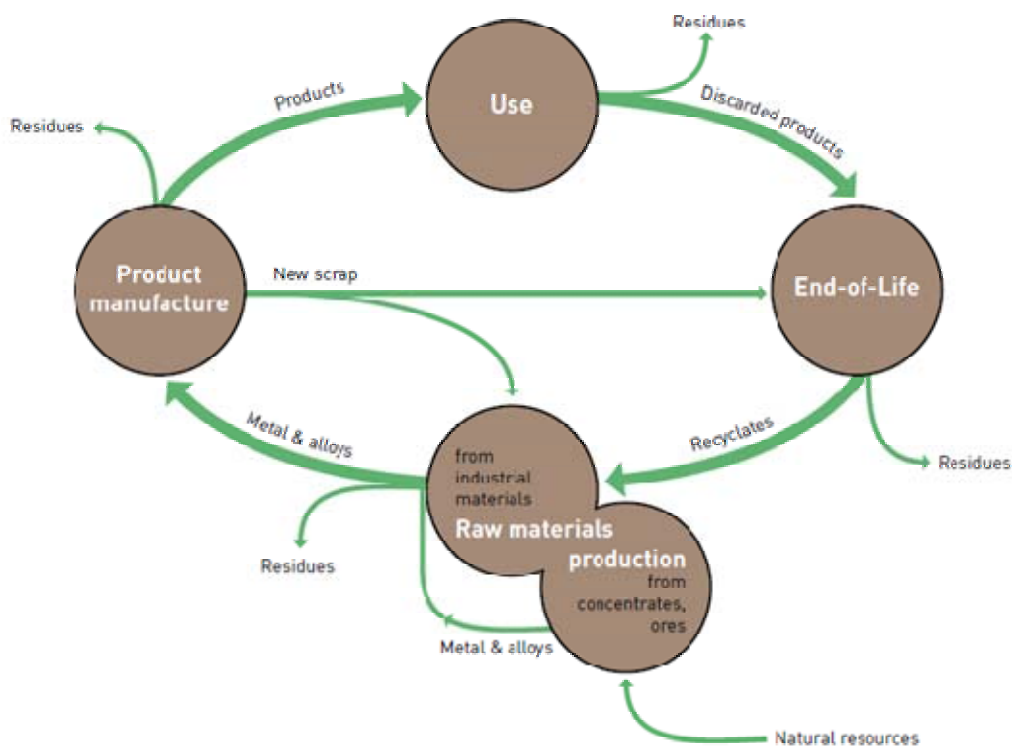 Residues
Use
Products
Discarded products
Residues
Product
manufacture
New scrap
End-of-Life
Metal & alloys
Recyclates
from
industrial
materials
Raw materials
production
from
concentrates,
ores
Residues
Residues
Metal & alloys
Natural resources